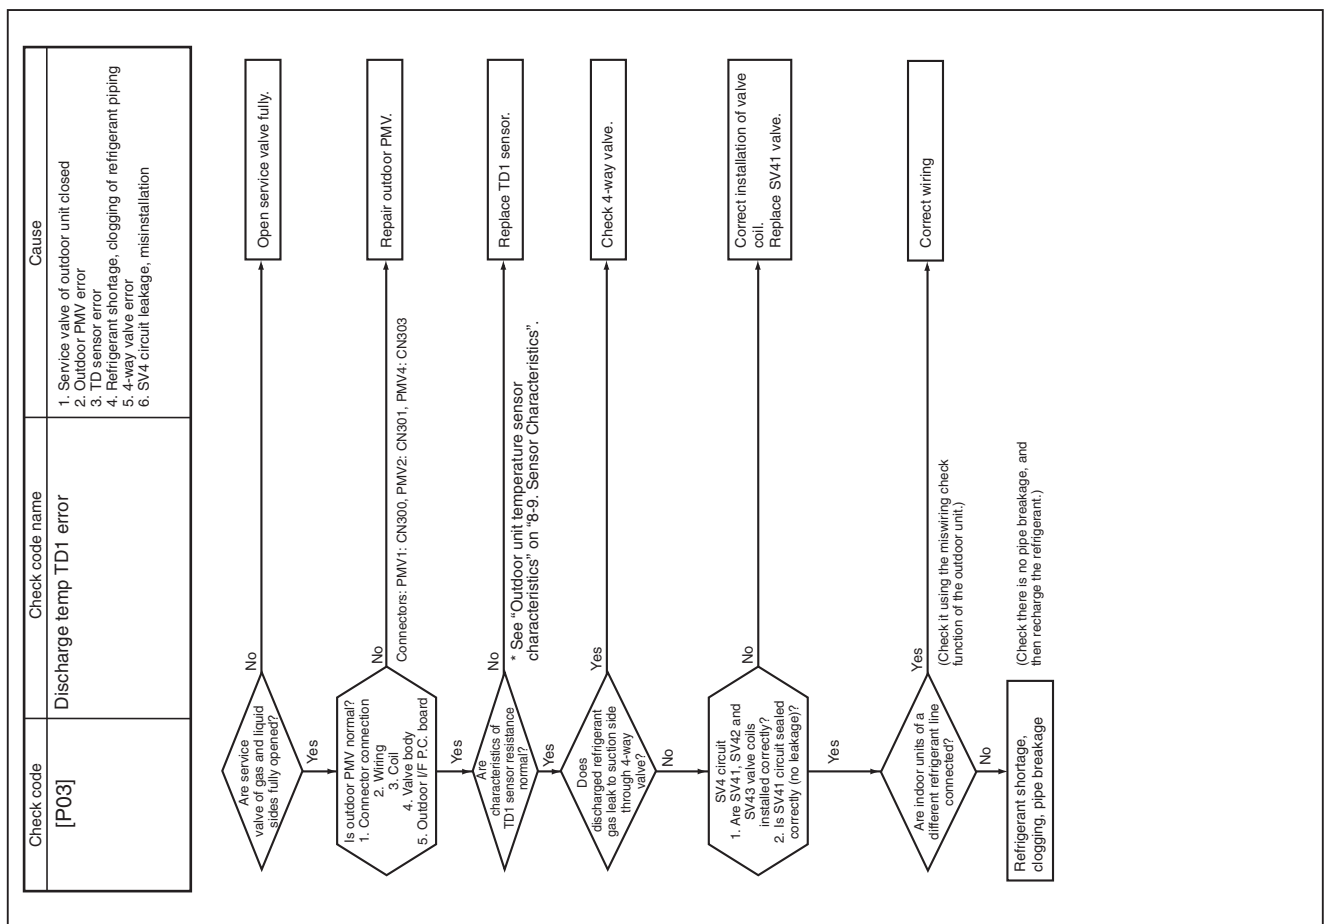 Check code
Check code name
Cause
[P03]
Discharge temp TD1 error
1. Service valve of outdoor unit closed
2. Outdoor PMV error
3. TD sensor error
4. Refrigerant shortage, clogging of refrigerant piping
5. 4-way valve error
6. SV4 circuit leakage, misinstallation
Are service
valve of gas and liquid
sides fully opened?
No
Open service valve fully.
Yes
Is outdoor PMV normal?
1. Connector connection
2. Wiring
3. Coil
4. Valve body
5. Outdoor I/F P.C. board
No
Repair outdoor PMV.
Connectors: PMV1: CN300, PMV2: CN301, PMV4: CN303
Yes
Are
characteristics of
TD1 sensor resistance
normal?
No
Replace TD1 sensor.
* See “Outdoor unit temperature sensor
characteristics” on “8-9. Sensor Characteristics”.
Yes
Does
discharged refrigerant
gas leak to suction side
through 4-way
valve?
Yes
Check 4-way valve.
No
SV4 circuit
1. Are SV41, SV42 and
SV43 valve coils
installed correctly?
2. Is SV41 circuit sealed
correctly (no leakage)?
No
Correct installation of valve
coil.
Replace SV41 valve.
Yes
Are indoor units of a
different refrigerant line
connected?
Yes
Correct wiring
(Check it using the miswiring check
function of the outdoor unit.)
No
Refrigerant shortage,
clogging, pipe breakage
(Check there is no pipe breakage, and
then recharge the refrigerant.)